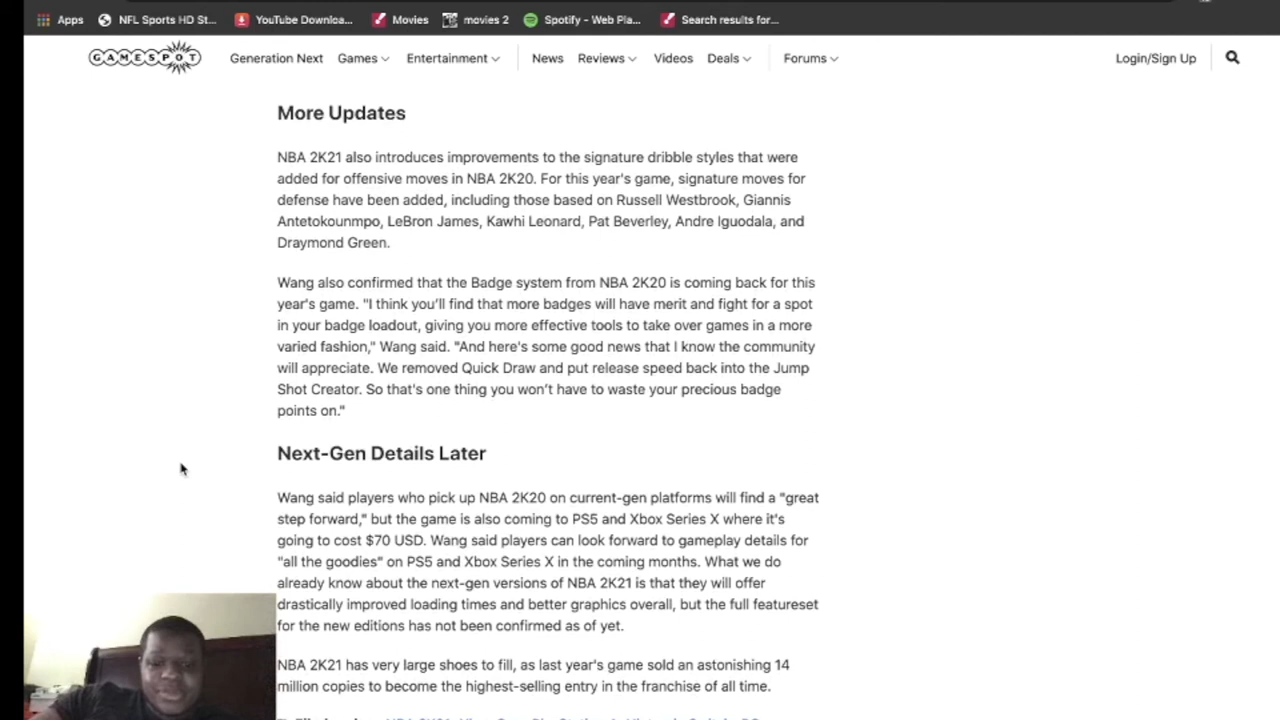 Apps NFL Sports HD St... YouTube Downloa... Movies movies 2 Spotify - Web Pla... Search results for...
GAMESPOT Generation Next Games Entertainment News Reviews Videos Deals Forums Login/Sign Up
More Updates
NBA 2K21 also introduces improvements to the signature dribble styles that were
added for offensive moves in NBA 2K20. For this year's game, signature moves for
defense have been added, including those based on Russell Westbrook, Giannis
Antetokounmpo, LeBron James, Kawhi Leonard, Pat Beverley, Andre Iguodala, and
Draymond Green.
Wang also confirmed that the Badge system from NBA 2K20 is coming back for this
year's game. "I think you'll find that more badges will have merit and fight for a spot
in your badge loadout, giving you more effective tools to take over games in a more
varied fashion," Wang said. "And here's some good news that I know the community
will appreciate. We removed Quick Draw and put release speed back into the Jump
Shot Creator. So that's one thing you won't have to waste your precious badge
points on."
Next-Gen Details Later
Wang said players who pick up NBA 2K20 on current-gen platforms will find a "great
step forward," but the game is also coming to PS5 and Xbox Series X where it's
going to cost $70 USD. Wang said players can look forward to gameplay details for
"all the goodies" on PS5 and Xbox Series X in the coming months. What we do
already know about the next-gen versions of NBA 2K21 is that they will offer
drastically improved loading times and better graphics overall, but the full featureset
for the new editions has not been confirmed as of yet.
NBA 2K21 has very large shoes to fill, as last year's game sold an astonishing 14
million copies to become the highest-selling entry in the franchise of all time.